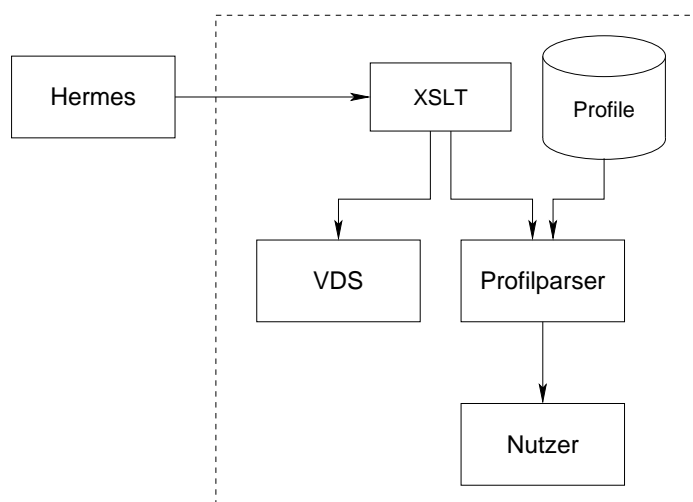 Hermes
XSLT
Profile
VDS
Profilparser
Nutzer